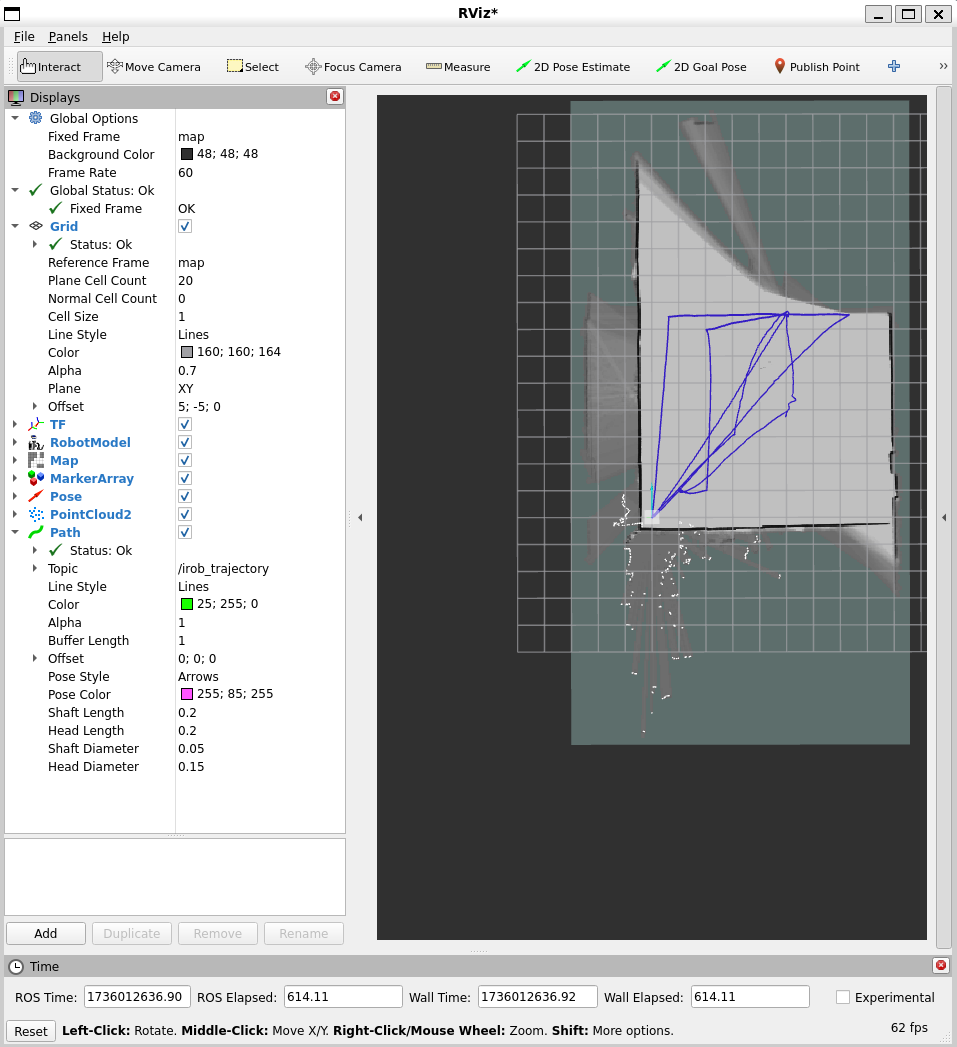 RViz*
File Panels Help
Interact Move Camera Select Focus Camera Measure 2D Pose Estimate 2D Goal Pose Publish Point
Displays
Global Options
Fixed Frame map
Background Color 48; 48; 48
Frame Rate 60
Global Status: Ok
Fixed Frame OK
Grid
Status: Ok
Reference Frame map
Plane Cell Count 20
Normal Cell Count 0
Cell Size 1
Line Style Lines
Color 160; 160; 164
Alpha 0.7
Plane XY
Offset 5; -5; 0
TF
RobotModel
Map
MarkerArray
Pose
PointCloud2
Path
Status: Ok
Topic /irob_trajectory
Line Style Lines
Color 25; 255; 0
Alpha 1
Buffer Length 1
Offset 0; 0; 0
Pose Style Arrows
Pose Color 255; 85; 255
Shaft Length 0.2
Head Length 0.2
Shaft Diameter 0.05
Head Diameter 0.15
Add Duplicate Remove Rename
Time
ROS Time: 1736012636.90 ROS Elapsed: 614.11 Wall Time: 1736012636.92 Wall Elapsed: 614.11 Experimental
Reset Left-Click: Rotate. Middle-Click: Move X/Y. Right-Click/Mouse Wheel: Zoom. Shift: More options. 62 fps